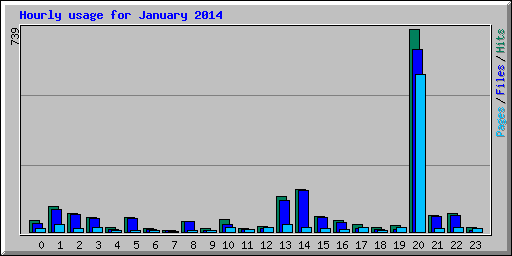 Hourly usage for January 2014
739
Pages/Files/Hits
0 1 2 3 4 5 6 7 8 9 10 11 12 13 14 15 16 17 18 19 20 21 22 23